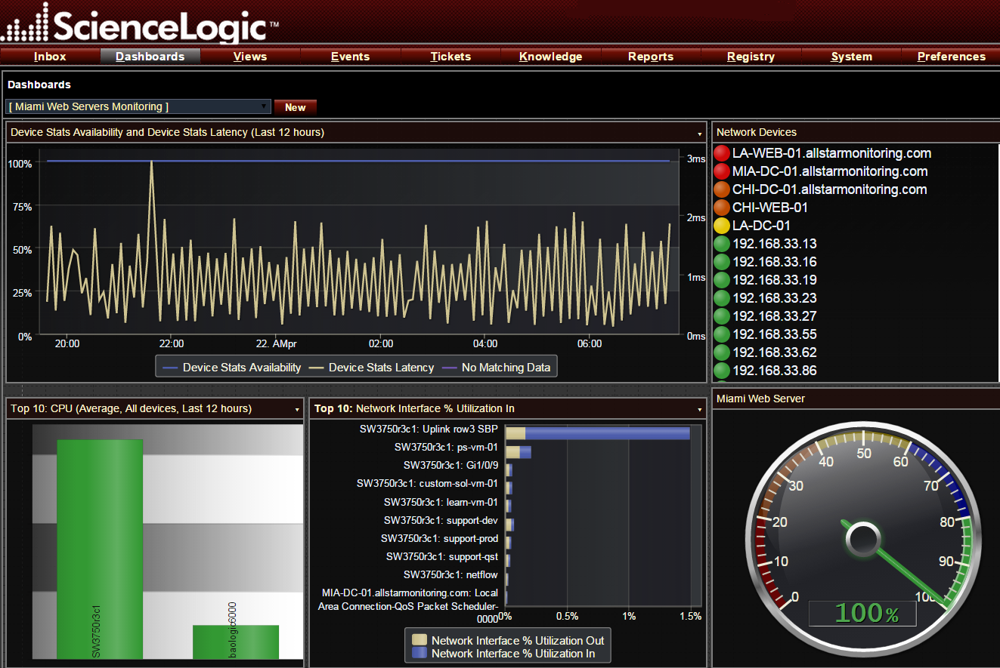 ScienceLogic™
Inbox Dashboards Views Events Tickets Knowledge Reports Registry System Preferences
Dashboards
[ Miami Web Servers Monitoring ] New
Device Stats Availability and Device Stats Latency (Last 12 hours)
100%
75%
50%
25%
0%
3ms
2ms
1ms
0ms
20:00 22:00 22. AMpr 02:00 04:00 06:00
Device Stats Availability Device Stats Latency No Matching Data
Network Devices
LA-WEB-01.allstarmonitoring.com
MIA-DC-01.allstarmonitoring.com
CHI-DC-01.allstarmonitoring.com
CHI-WEB-01
LA-DC-01
192.168.33.13
192.168.33.16
192.168.33.19
192.168.33.23
192.168.33.27
192.168.33.55
192.168.33.62
192.168.33.86
Top 10: CPU (Average, All devices, Last 12 hours)
SW3750r3c1
baologic6000
Top 10: Network Interface % Utilization In
SW3750r3c1: Uplink row3 SBP
SW3750r3c1: ps-vm-01
SW3750r3c1: Gi1/0/9
SW3750r3c1: custom-sol-vm-01
SW3750r3c1: learn-vm-01
SW3750r3c1: support-dev
SW3750r3c1: support-prod
SW3750r3c1: support-qst
SW3750r3c1: netflow
MIA-DC-01.allstarmonitoring.com: Local
Area Connection-QoS Packet Scheduler-
0000
0% 0.5% 1% 1.5%
Network Interface % Utilization Out
Network Interface % Utilization In
Miami Web Server
0
10
20
30
40
50
60
70
80
90
100
100%